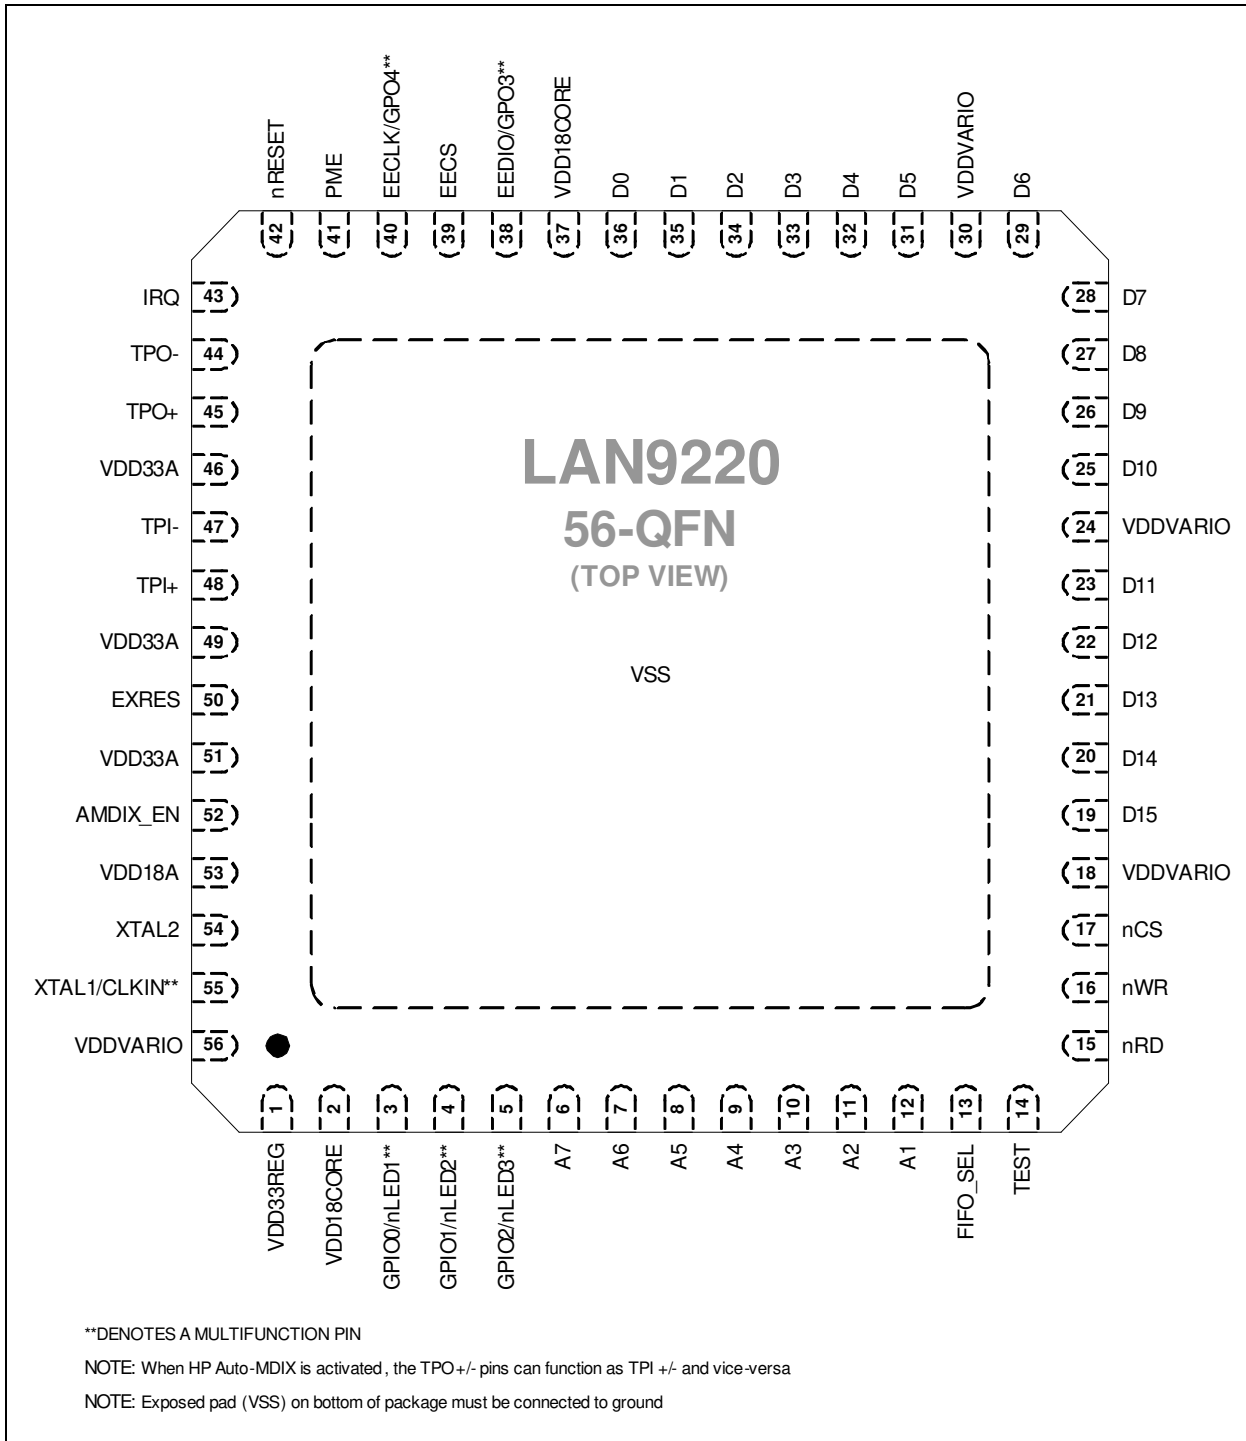 nRESET
PME
EECLK/GPO4**
EECS
EEDIO/GPO3**
VDD18CORE
D0
D1
D2
D3
D4
D5
VDDVARIO
D6
42
41
40
39
38
37
36
35
34
33
32
31
30
29
IRQ 43
TPO- 44
TPO+ 45
VDD33A 46
TPI- 47
TPI+ 48
VDD33A 49
EXRES 50
VDD33A 51
AMDIX_EN 52
VDD18A 53
XTAL2 54
XTAL1/CLKIN** 55
VDDVARIO 56
LAN9220
56-QFN
(TOP VIEW)
VSS
28 D7
27 D8
26 D9
25 D10
24 VDDVARIO
23 D11
22 D12
21 D13
20 D14
19 D15
18 VDDVARIO
17 nCS
16 nWR
15 nRD
1
2
3
4
5
6
7
8
9
10
11
12
13
14
VDD33REG
VDD18CORE
GPIO0/nLED1**
GPIO1/nLED2**
GPIO2/nLED3**
A7
A6
A5
A4
A3
A2
A1
FIFO_SEL
TEST
**DENOTES A MULTIFUNCTION PIN
NOTE: When HP Auto-MDIX is activated, the TPO+/- pins can function as TPI +/- and vice-versa
NOTE: Exposed pad (VSS) on bottom of package must be connected to ground